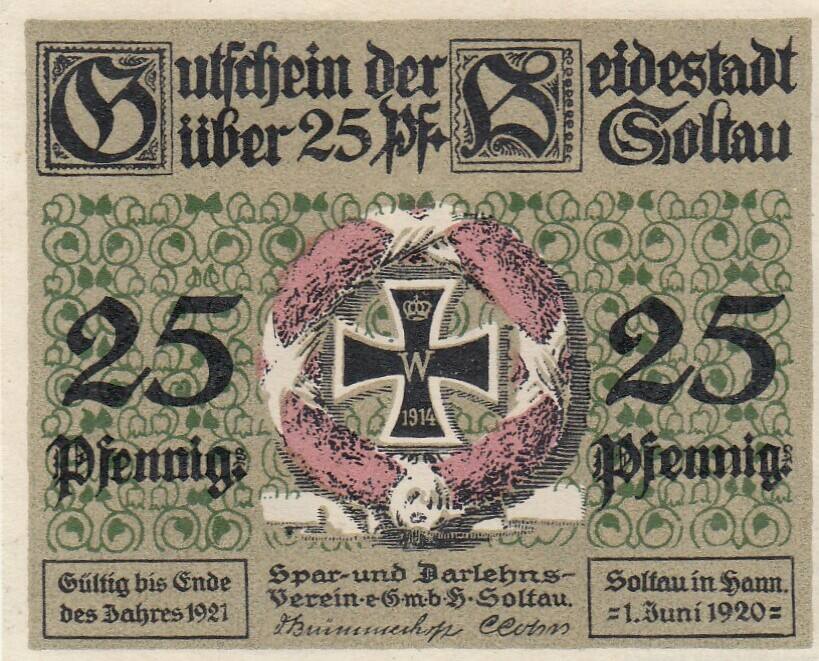 Gutschein der Heidestadt
über 25 Pf. Soltau
25
Pfennig.
W
1914
25
Pfennig.
Gültig bis Ende
des Jahres 1921
Spar- und Darlehns-
Verein·e·G·m·b·H·Soltau.
Soltau in Hann.
=1. Juni 1920=